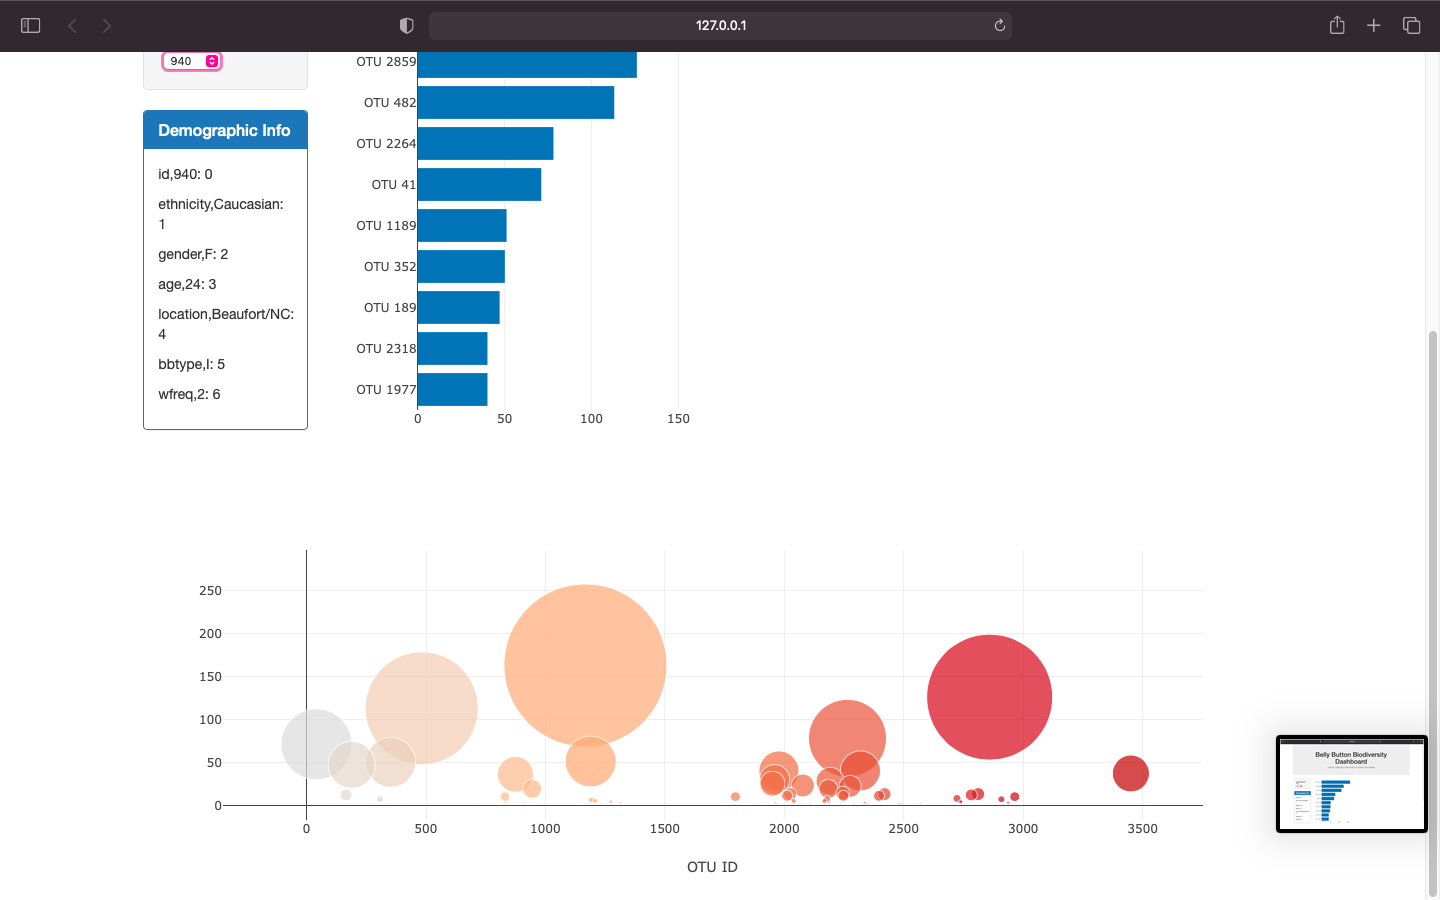 127.0.0.1
940
Demographic Info
id,940: 0
ethnicity,Caucasian:
1
gender,F: 2
age,24: 3
location,Beaufort/NC:
4
bbtype,I: 5
wfreq,2: 6
OTU 2859
OTU 482
OTU 2264
OTU 41
OTU 1189
OTU 352
OTU 189
OTU 2318
OTU 1977
0 50 100 150
250
200
150
100
50
0
0 500 1000 1500 2000 2500 3000 3500
OTU ID
Belly Button Biodiversity
Dashboard